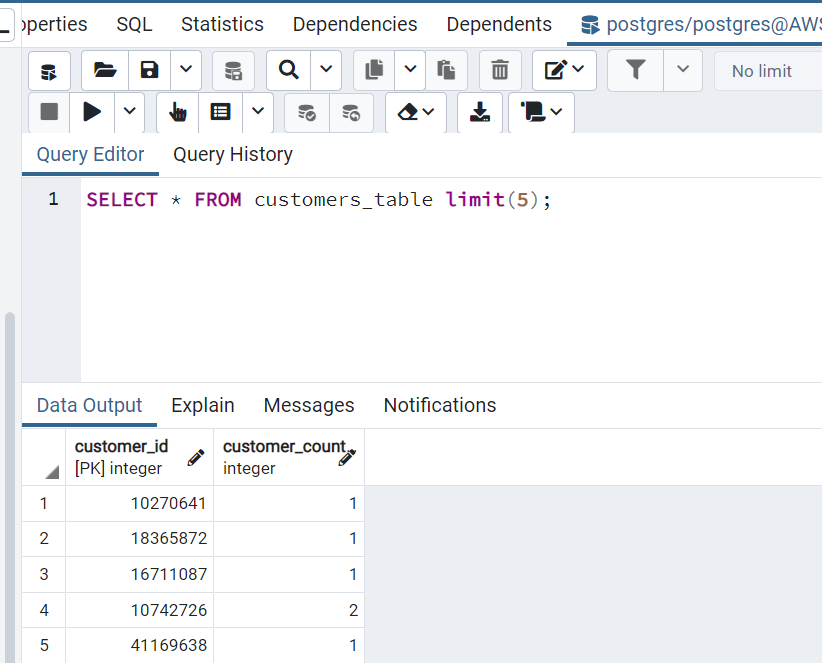 operties SQL Statistics Dependencies Dependents postgres/postgres@AWS
No limit
Query Editor Query History
1 SELECT * FROM customers_table limit(5);
Data Output Explain Messages Notifications
customer_id customer_count
[PK] integer integer
1 10270641 1
2 18365872 1
3 16711087 1
4 10742726 2
5 41169638 1